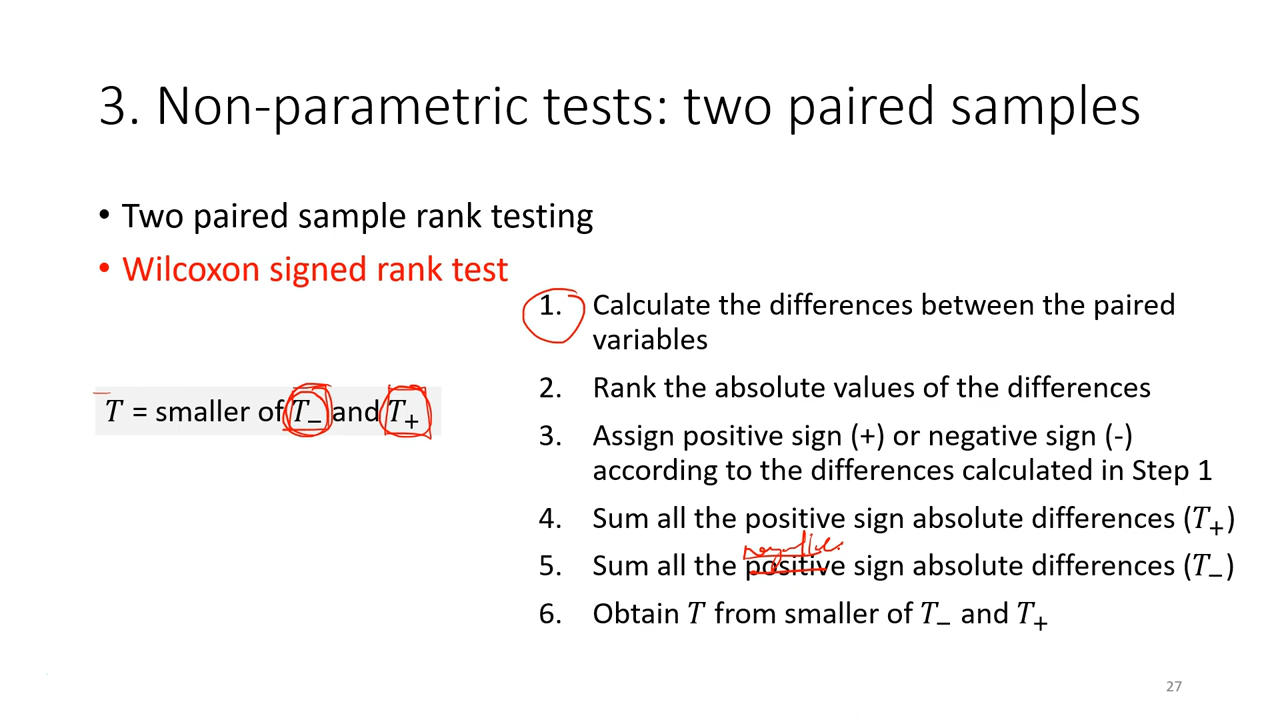 3. Non-parametric tests: two paired samples
• Two paired sample rank testing
• Wilcoxon signed rank test
T = smaller of T₋ and T₊
1. Calculate the differences between the paired
variables
2. Rank the absolute values of the differences
3. Assign positive sign (+) or negative sign (-)
according to the differences calculated in Step 1
4. Sum all the positive sign absolute differences (T₊)
negative
5. Sum all the positive sign absolute differences (T₋)
6. Obtain T from smaller of T₋ and T₊
27